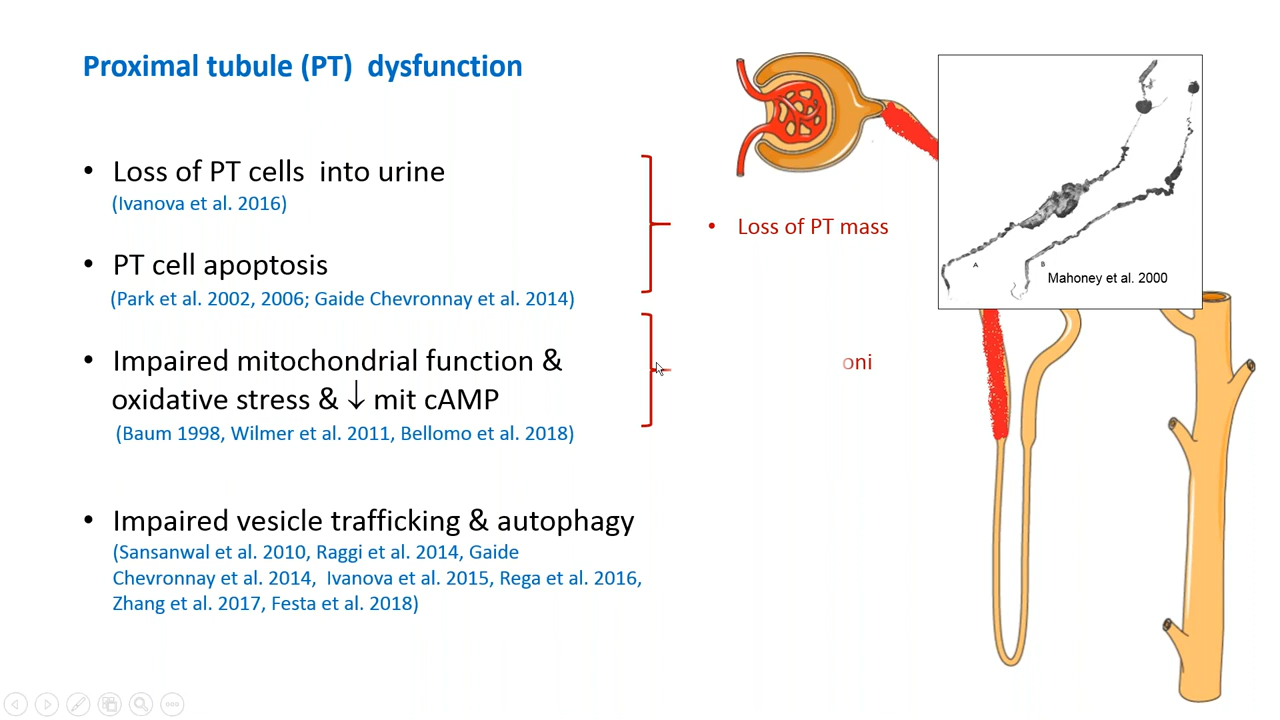 Proximal tubule (PT) dysfunction
• Loss of PT cells into urine
(Ivanova et al. 2016)
• PT cell apoptosis
(Park et al. 2002, 2006; Gaide Chevronnay et al. 2014)
• Impaired mitochondrial function &
oxidative stress & ↓ mit cAMP
(Baum 1998, Wilmer et al. 2011, Bellomo et al. 2018)
• Impaired vesicle trafficking & autophagy
(Sansanwal et al. 2010, Raggi et al. 2014, Gaide
Chevronnay et al. 2014, Ivanova et al. 2015, Rega et al. 2016,
Zhang et al. 2017, Festa et al. 2018)
• Loss of PT mass
oni
A
B
Mahoney et al. 2000